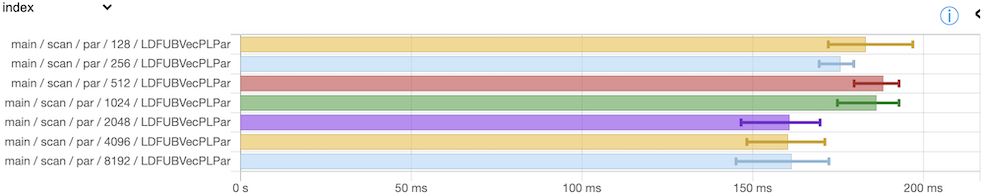 index
ⓘ
main / scan / par / 128 / LDFUBVecPLPar
main / scan / par / 256 / LDFUBVecPLPar
main / scan / par / 512 / LDFUBVecPLPar
main / scan / par / 1024 / LDFUBVecPLPar
main / scan / par / 2048 / LDFUBVecPLPar
main / scan / par / 4096 / LDFUBVecPLPar
main / scan / par / 8192 / LDFUBVecPLPar
0 s 50 ms 100 ms 150 ms 200 ms